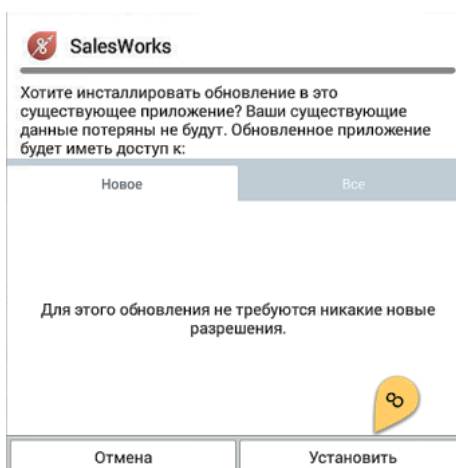 SalesWorks
Хотите инсталлировать обновление в это
существующее приложение? Ваши существующие
данные потеряны не будут. Обновленное приложение
будет иметь доступ к:
Новое
Все
Для этого обновления не требуются никакие новые
разрешения.
8
Отмена
Установить